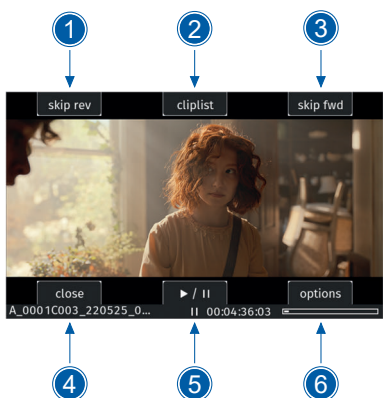 1 2 3
skip rev cliplist skip fwd
close ▶ / II options
A_0001C003_220525_0... II 00:04:36:03
4 5 6